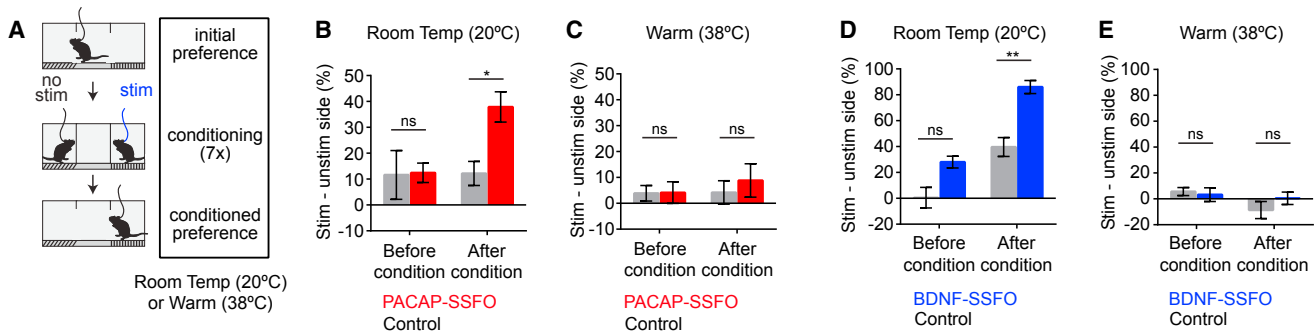 A
no
stim
stim
initial
preference
conditioning
(7x)
conditioned
preference
Room Temp (20ºC)
or Warm (38ºC)
B
Room Temp (20ºC)
Stim - unstim side (%)
50
40
30
20
10
0
-10
ns
*
Before
condition
After
condition
PACAP-SSFO
Control
C
Warm (38ºC)
Stim - unstim side (%)
50
40
30
20
10
0
-10
ns
ns
Before
condition
After
condition
PACAP-SSFO
Control
D
Room Temp (20ºC)
Stim - unstim side (%)
100
80
60
40
20
0
-20
ns
**
Before
condition
After
condition
BDNF-SSFO
Control
E
Warm (38ºC)
Stim - unstim side (%)
100
80
60
40
20
0
-20
ns
ns
Before
condition
After
condition
BDNF-SSFO
Control